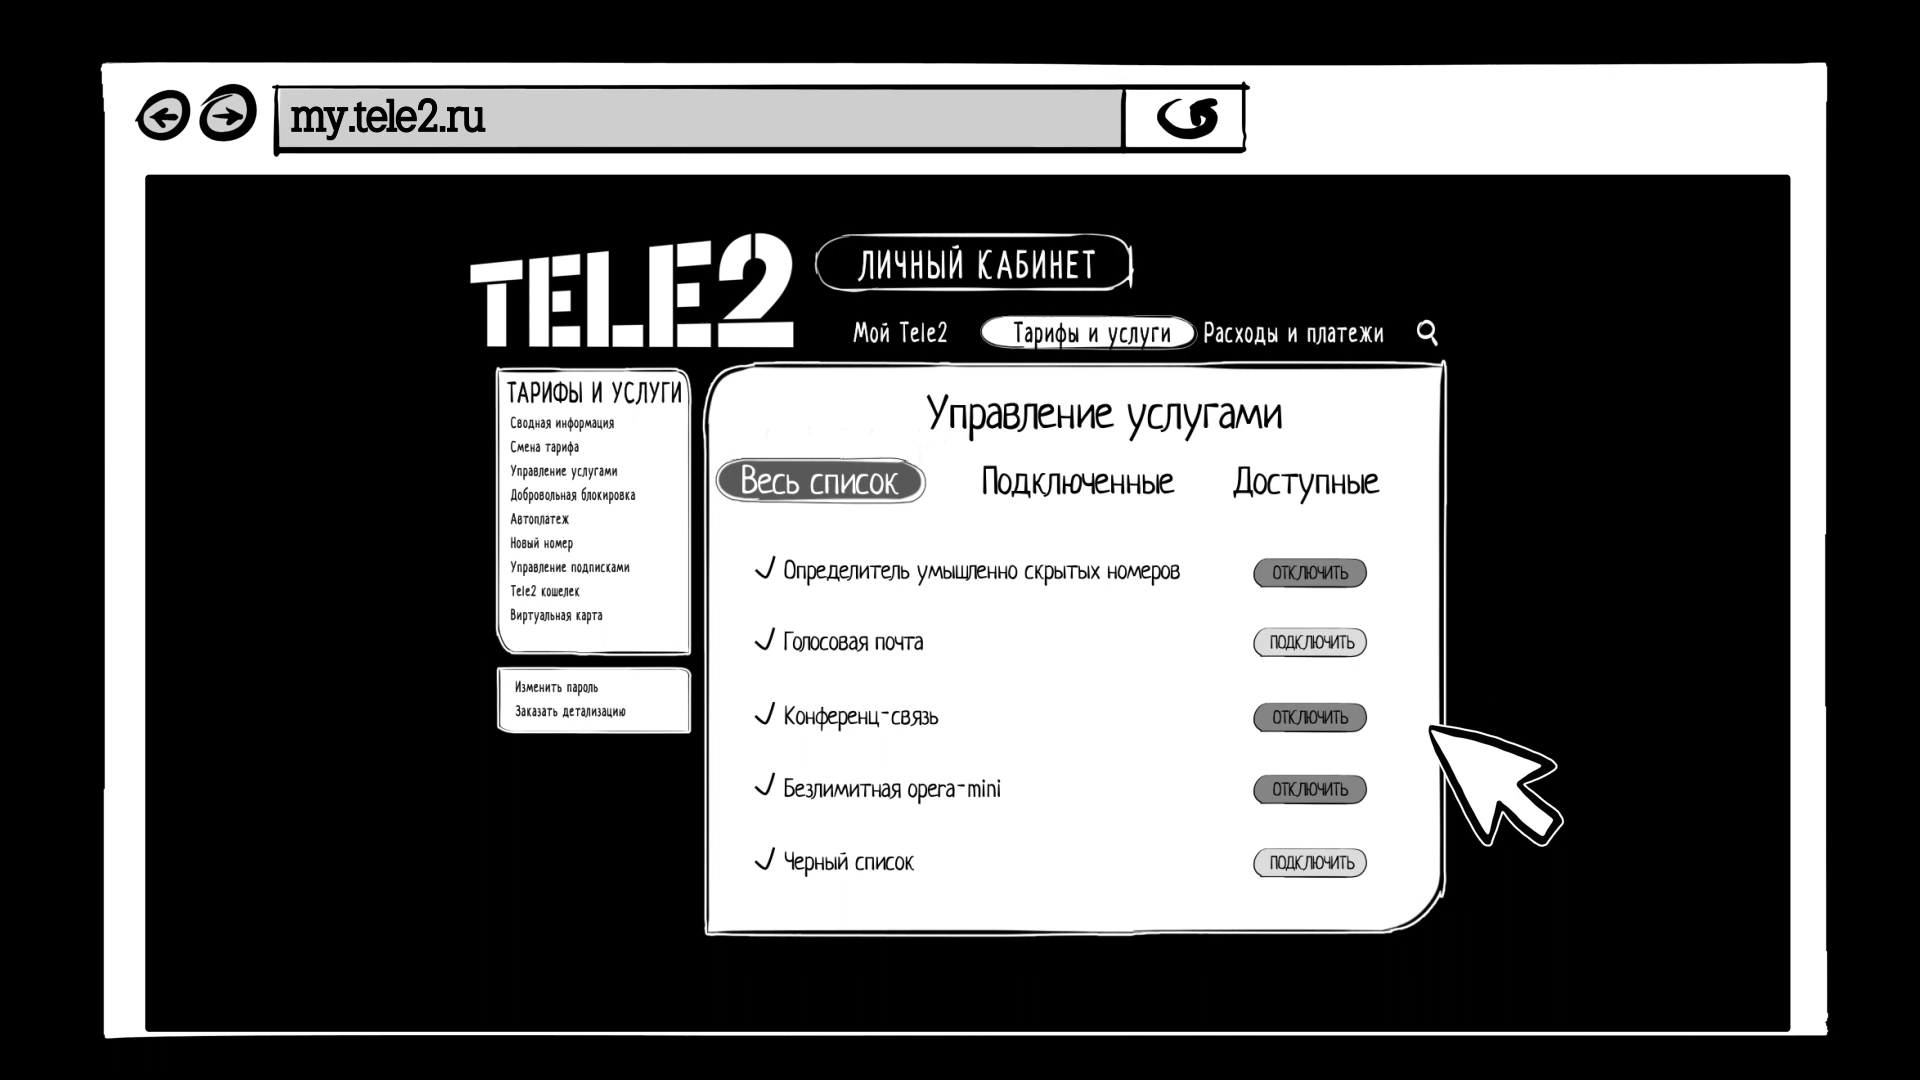 my.tele2.ru
TELE2
ЛИЧНЫЙ КАБИНЕТ
Мой Tele2
Тарифы и услуги
Расходы и платежи
ТАРИФЫ И УСЛУГИ
Сводная информация
Смена тарифа
Управление услугами
Добровольная блокировка
Автоплатеж
Новый номер
Управление подписками
Tele2 кошелек
Виртуальная карта
Изменить пароль
Заказать детализацию
Управление услугами
Весь список
Подключенные
Доступные
Определитель умышленно скрытых номеров
ОТКЛЮЧИТЬ
Голосовая почта
ПОДКЛЮЧИТЬ
Конференц-связь
ОТКЛЮЧИТЬ
Безлимитная opera-mini
ОТКЛЮЧИТЬ
Черный список
ПОДКЛЮЧИТЬ